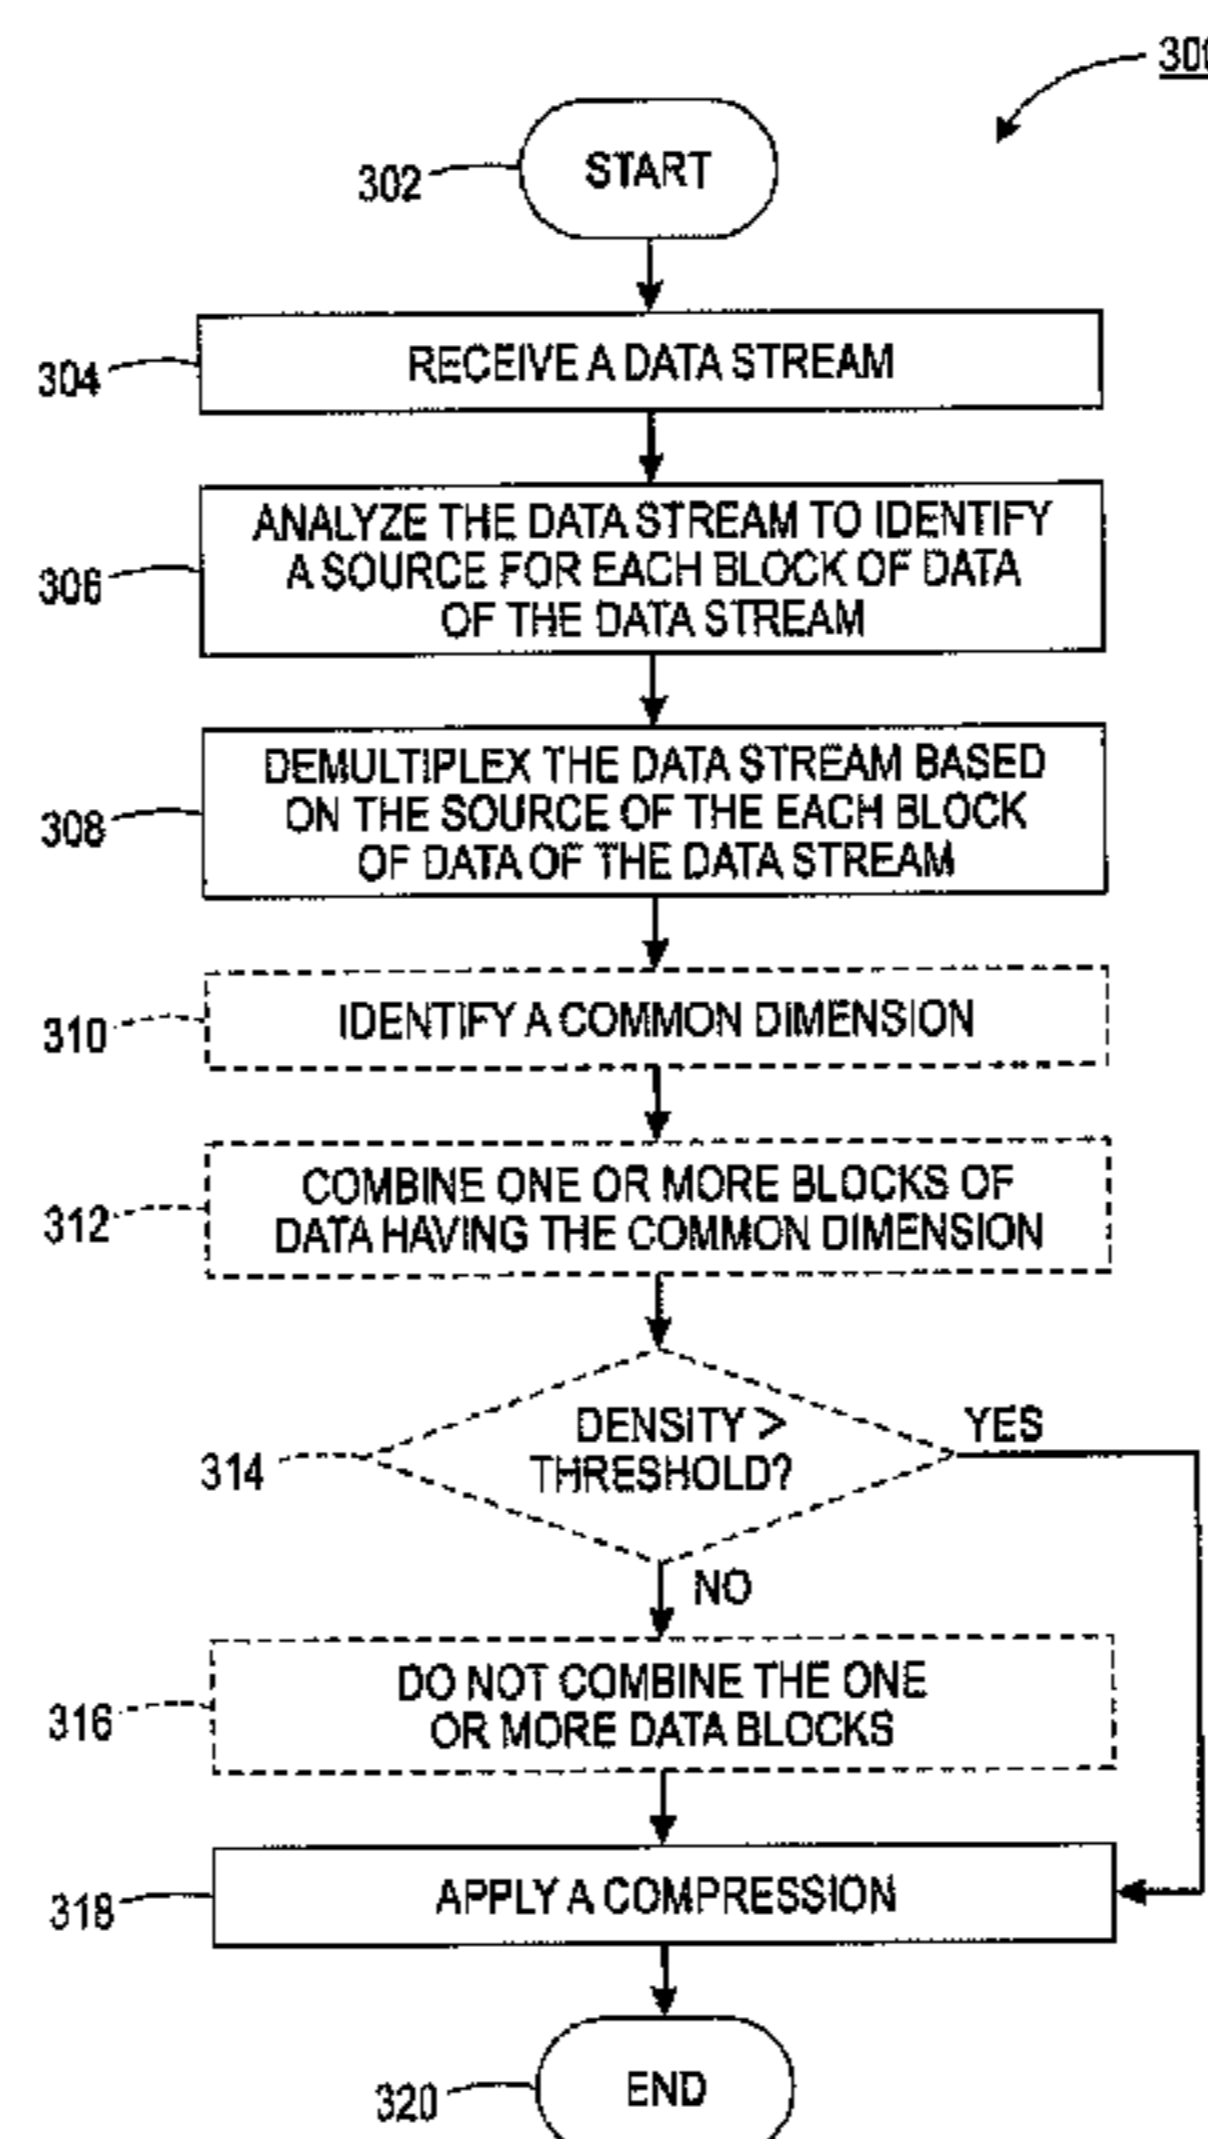 300
302
START
304
RECEIVE A DATA STREAM
306
ANALYZE THE DATA STREAM TO IDENTIFY
A SOURCE FOR EACH BLOCK OF DATA
OF THE DATA STREAM
308
DEMULTIPLEX THE DATA STREAM BASED
ON THE SOURCE OF THE EACH BLOCK
OF DATA OF THE DATA STREAM
310
IDENTIFY A COMMON DIMENSION
312
COMBINE ONE OR MORE BLOCKS OF
DATA HAVING THE COMMON DIMENSION
314
DENSITY >
THRESHOLD?
YES
NO
316
DO NOT COMBINE THE ONE
OR MORE DATA BLOCKS
318
APPLY A COMPRESSION
320
END